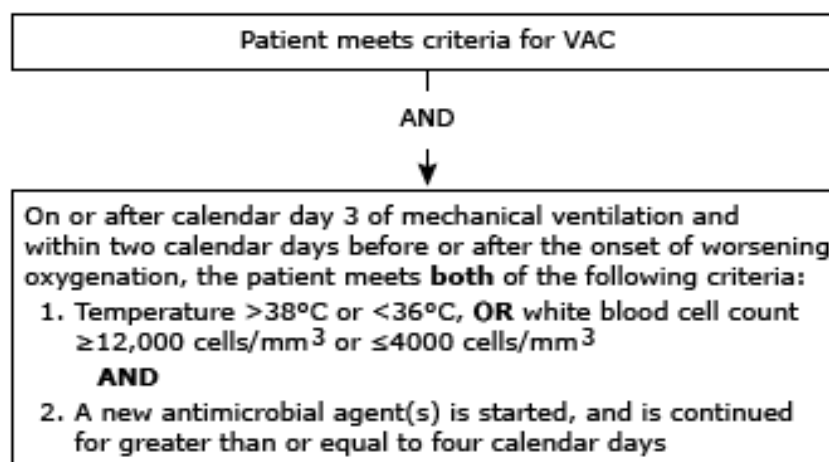 Patient meets criteria for VAC
AND
On or after calendar day 3 of mechanical ventilation and
within two calendar days before or after the onset of worsening
oxygenation, the patient meets both of the following criteria:
1. Temperature >38ºC or <36ºC, OR white blood cell count
≥12,000 cells/mm³ or ≤4000 cells/mm³
AND
2. A new antimicrobial agent(s) is started, and is continued
for greater than or equal to four calendar days